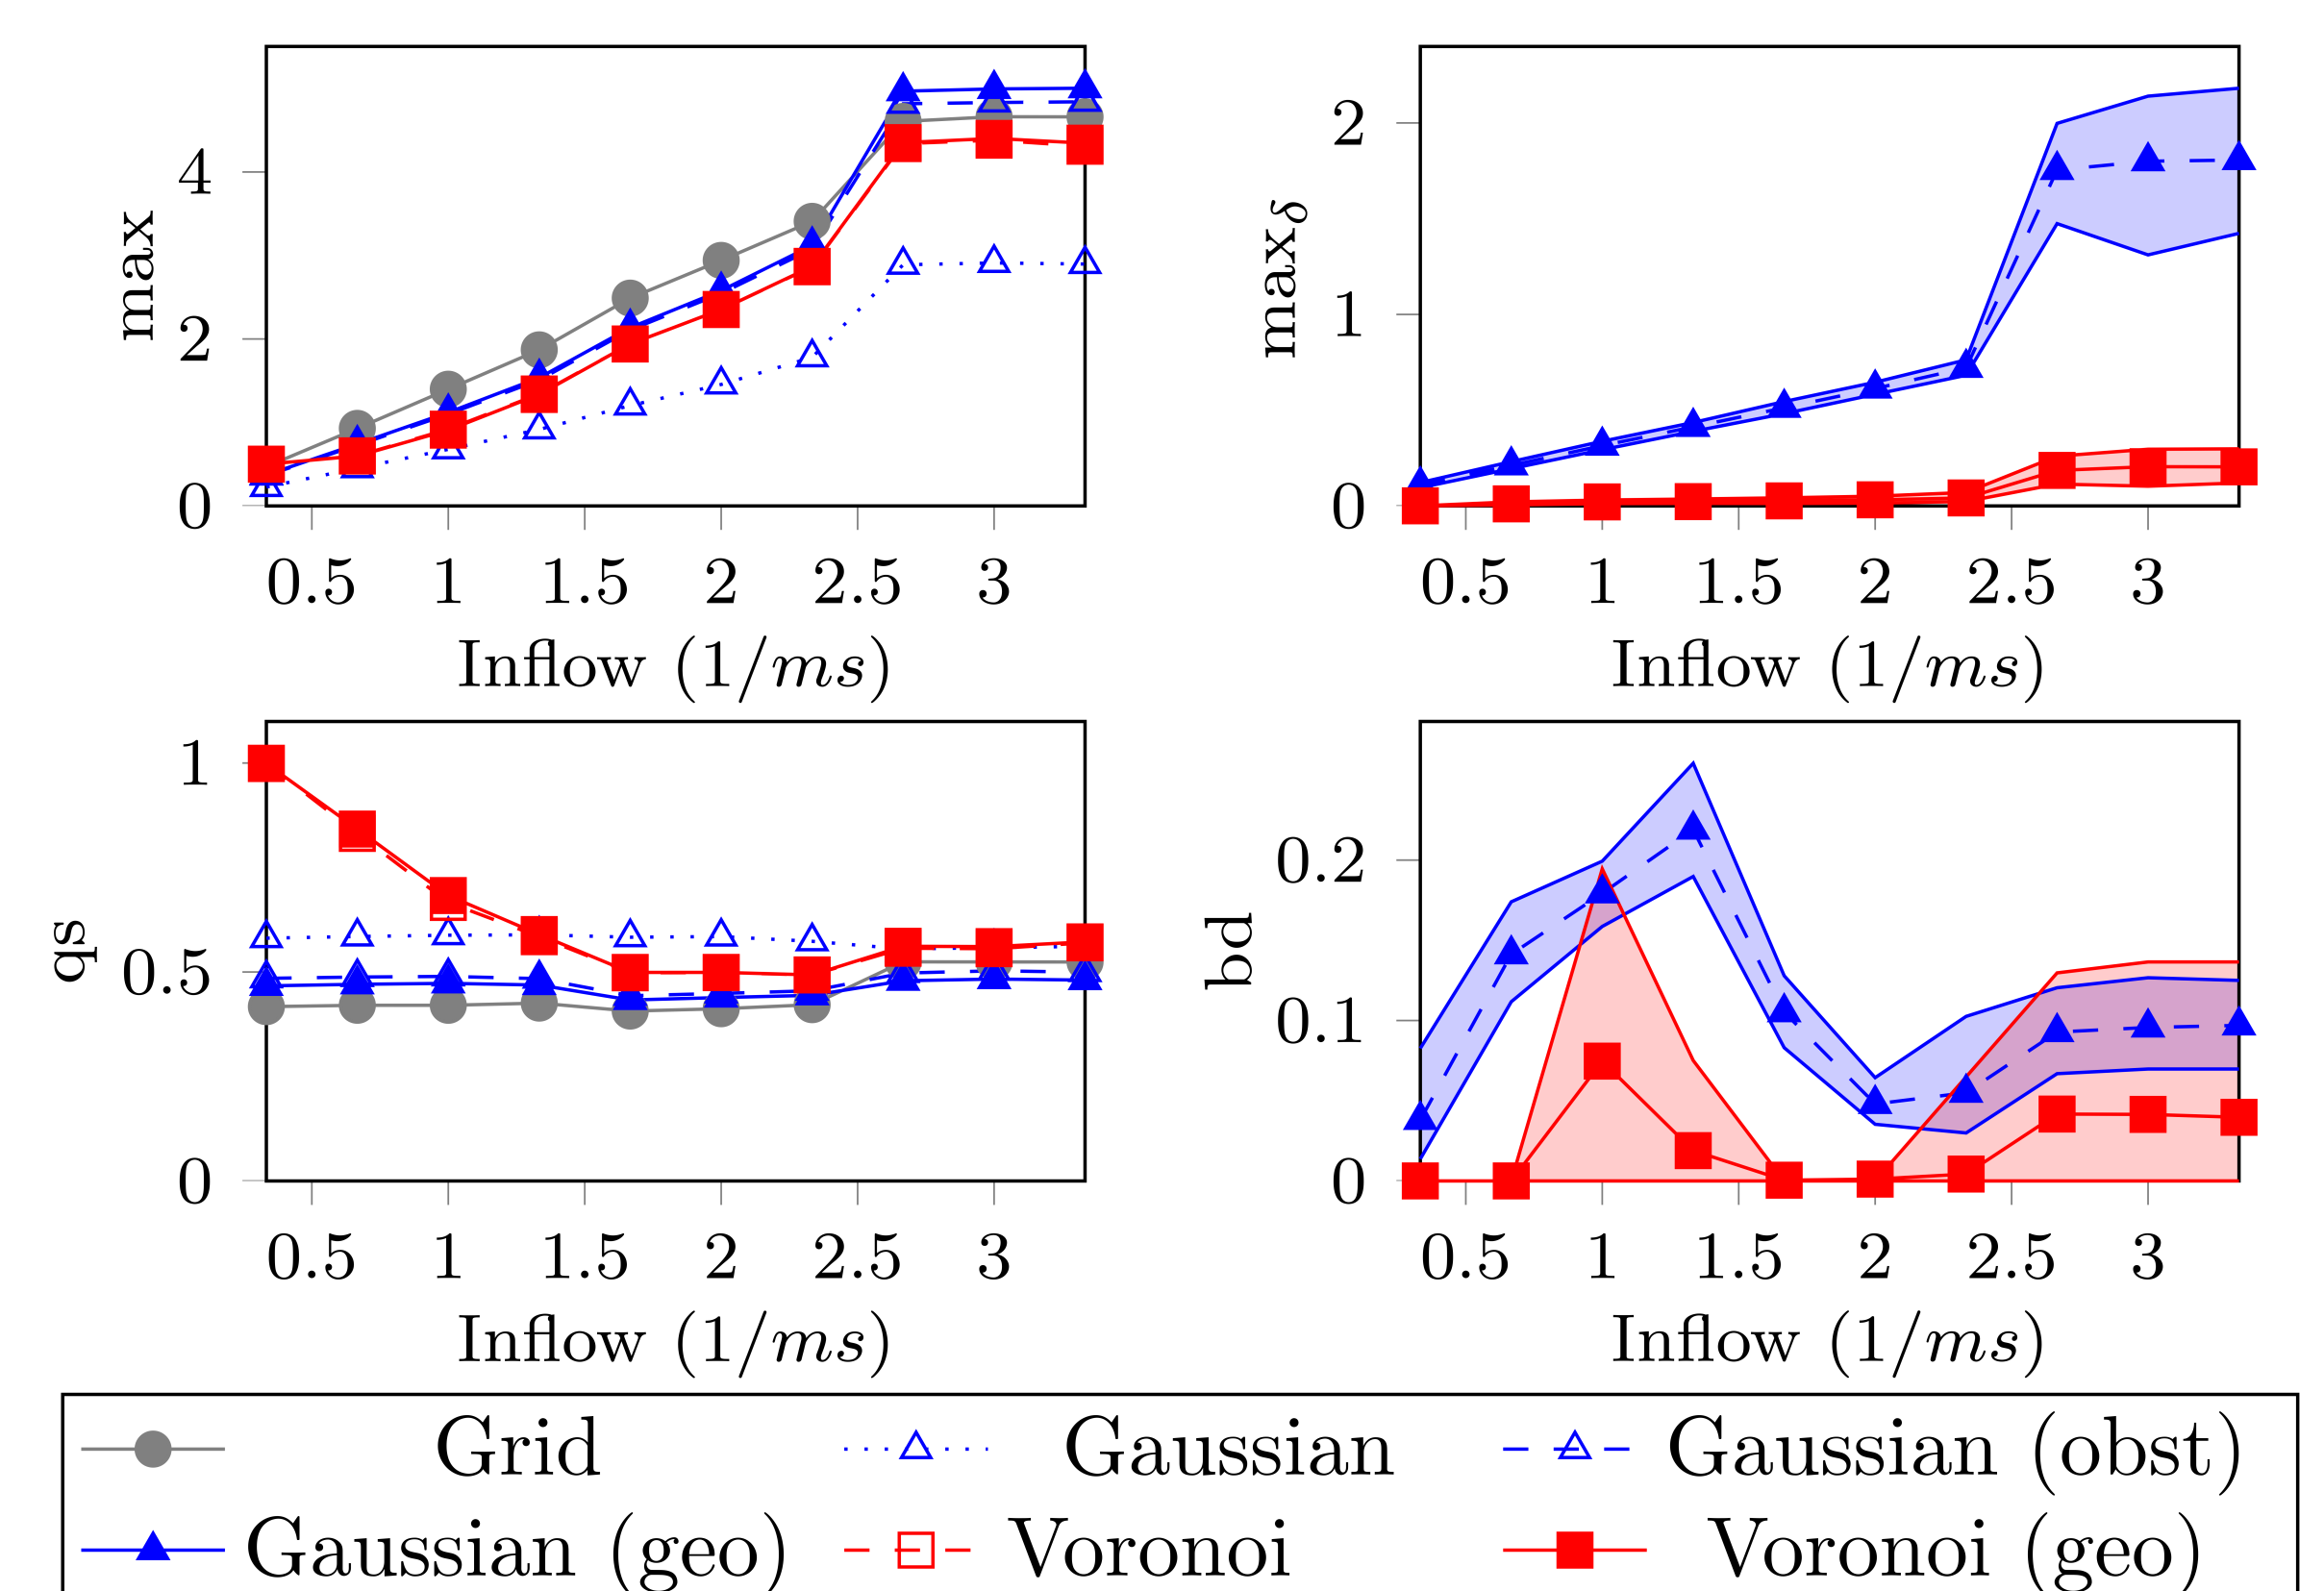 max
4
2
0
0.5 1 1.5 2 2.5 3
Inflow (1/ms)
max δ
2
1
0
0.5 1 1.5 2 2.5 3
Inflow (1/ms)
qs
1
0.5
0
0.5 1 1.5 2 2.5 3
Inflow (1/ms)
bd
0.2
0.1
0
0.5 1 1.5 2 2.5 3
Inflow (1/ms)
Grid Gaussian Gaussian (obst)
Gaussian (geo) Voronoi Voronoi (geo)